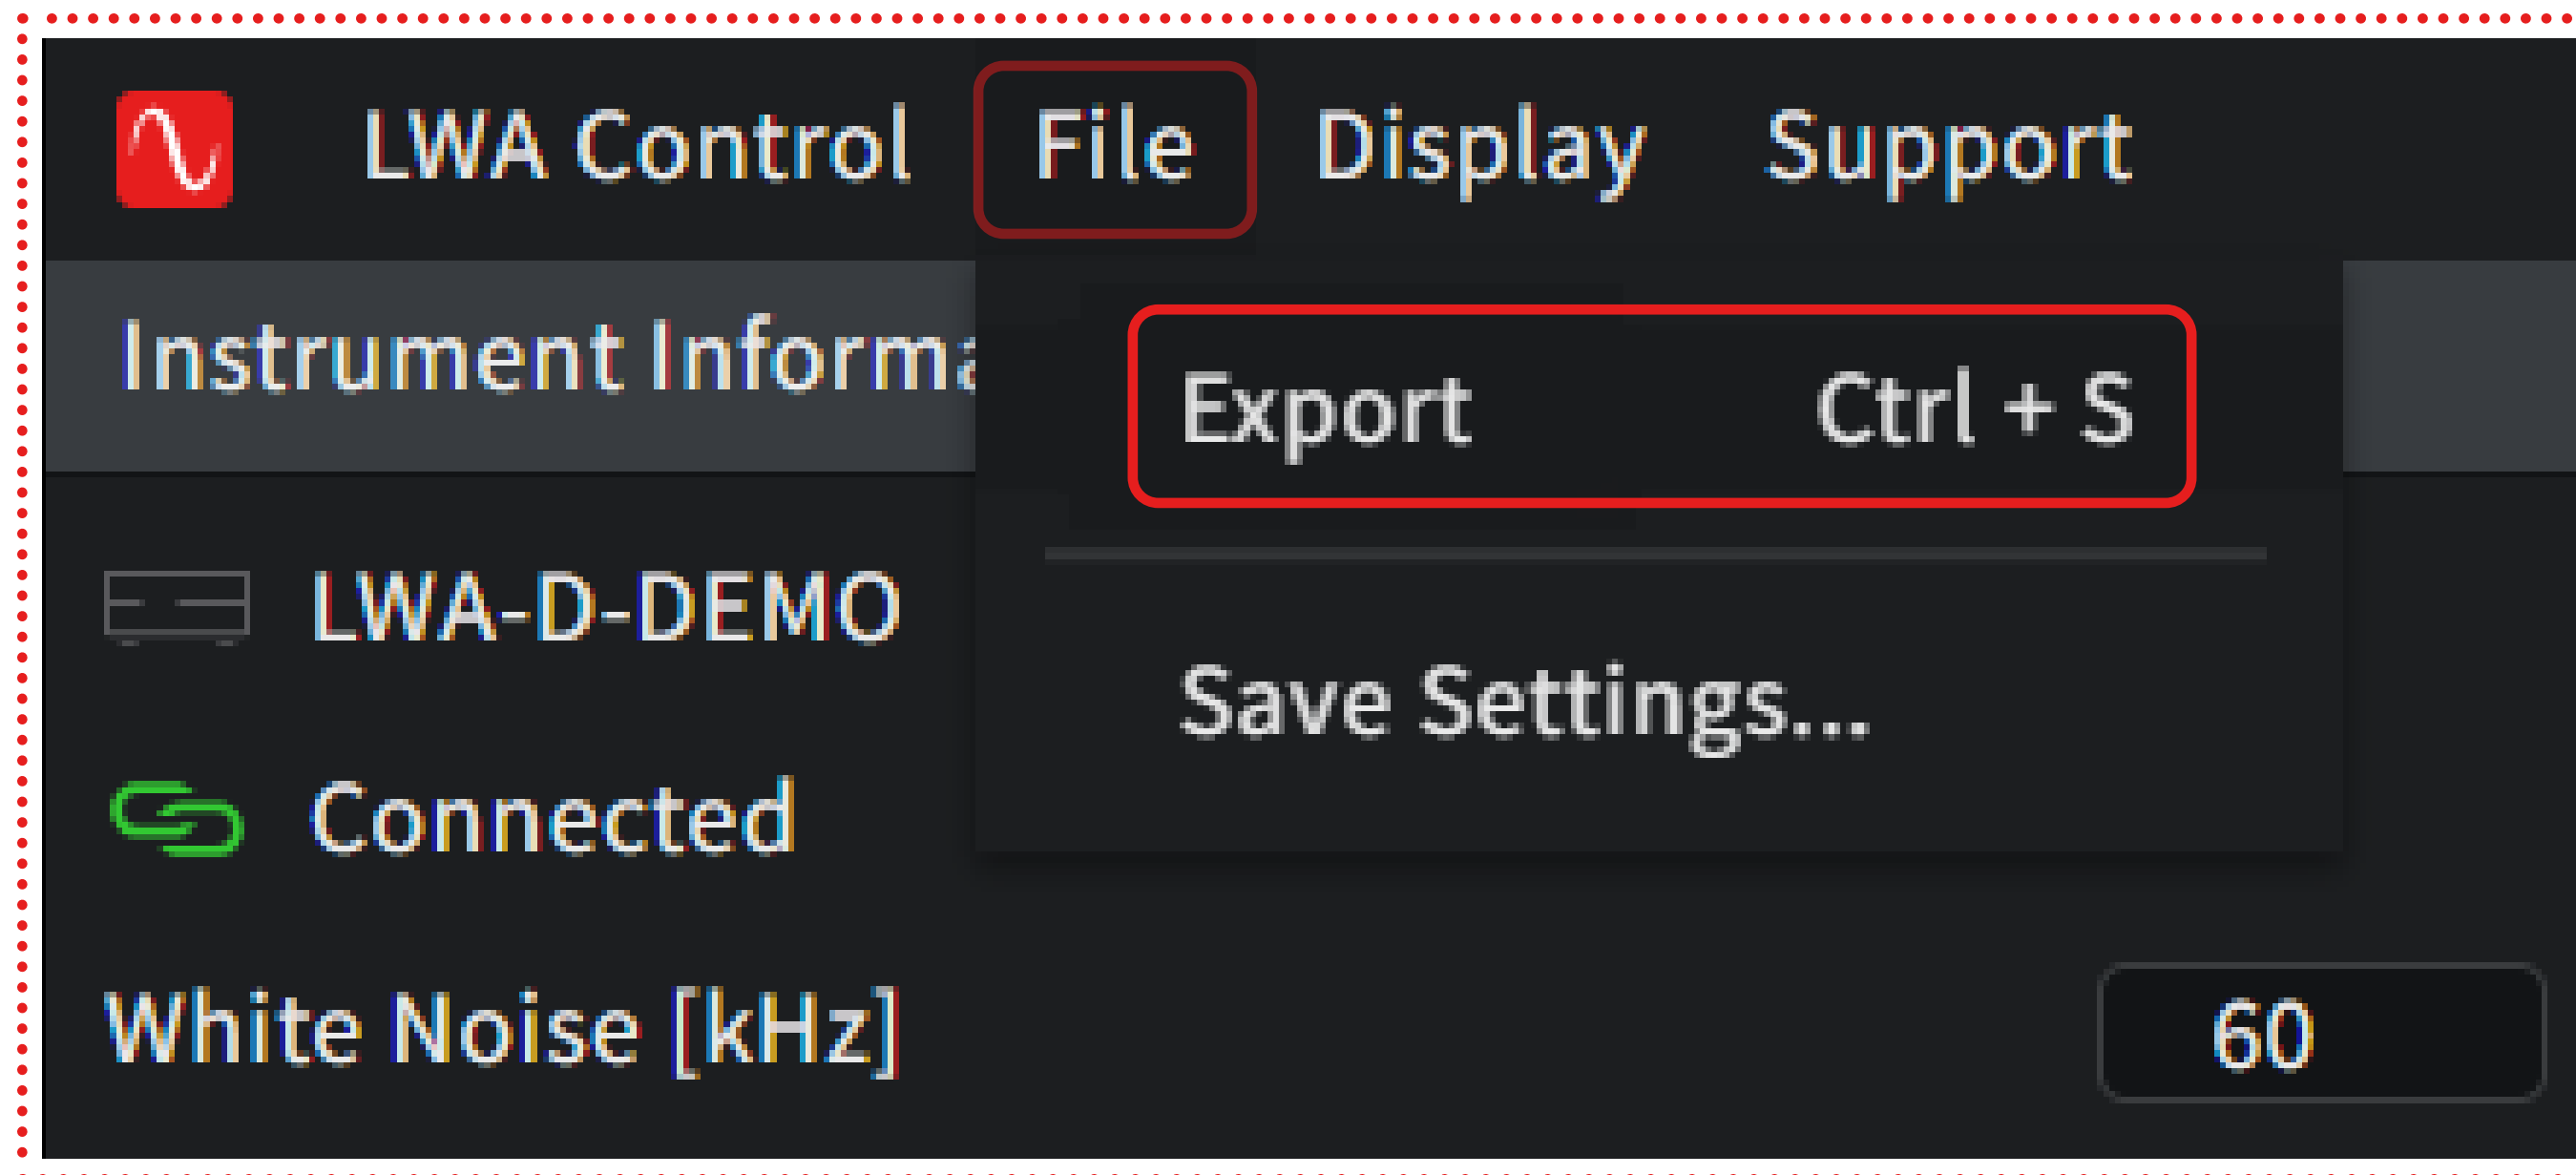 LWA Control File Display Support
Instrument Informa
Export Ctrl + S
LWA-D-DEMO
Save Settings...
Connected
White Noise [kHz] 60